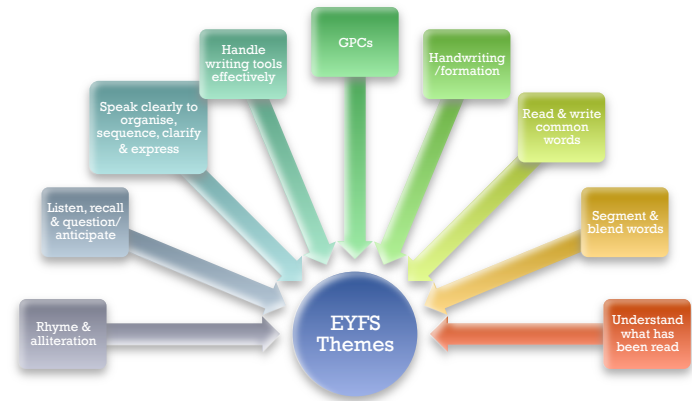 Rhyme &
alliteration
Listen, recall
& question/
anticipate
Speak clearly to
organise,
sequence, clarify
& express
Handle
writing tools
effectively
GPCs
Handwriting
/formation
Read & write
common
words
Segment &
blend words
Understand
what has
been read
EYFS
Themes